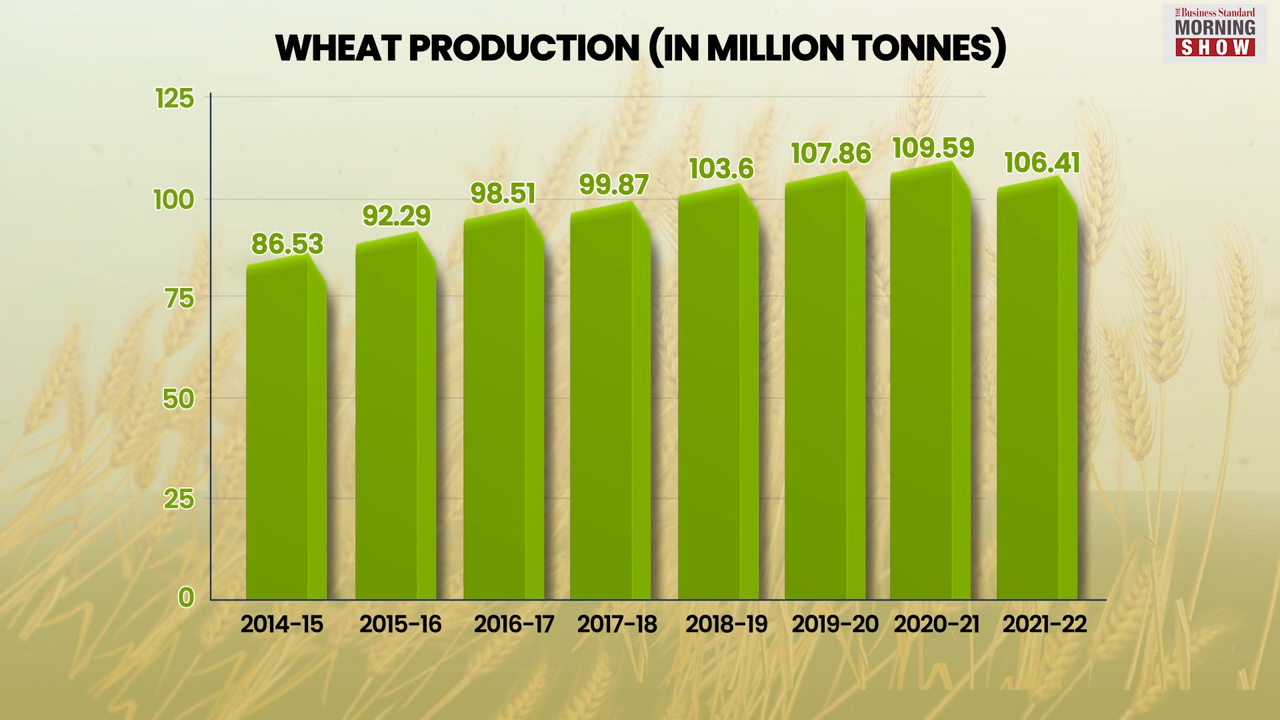 THE Business Standard
MORNING
SHOW
WHEAT PRODUCTION (IN MILLION TONNES)
125
100
75
50
25
0
86.53
92.29
98.51
99.87
103.6
107.86
109.59
106.41
2014-15 2015-16 2016-17 2017-18 2018-19 2019-20 2020-21 2021-22